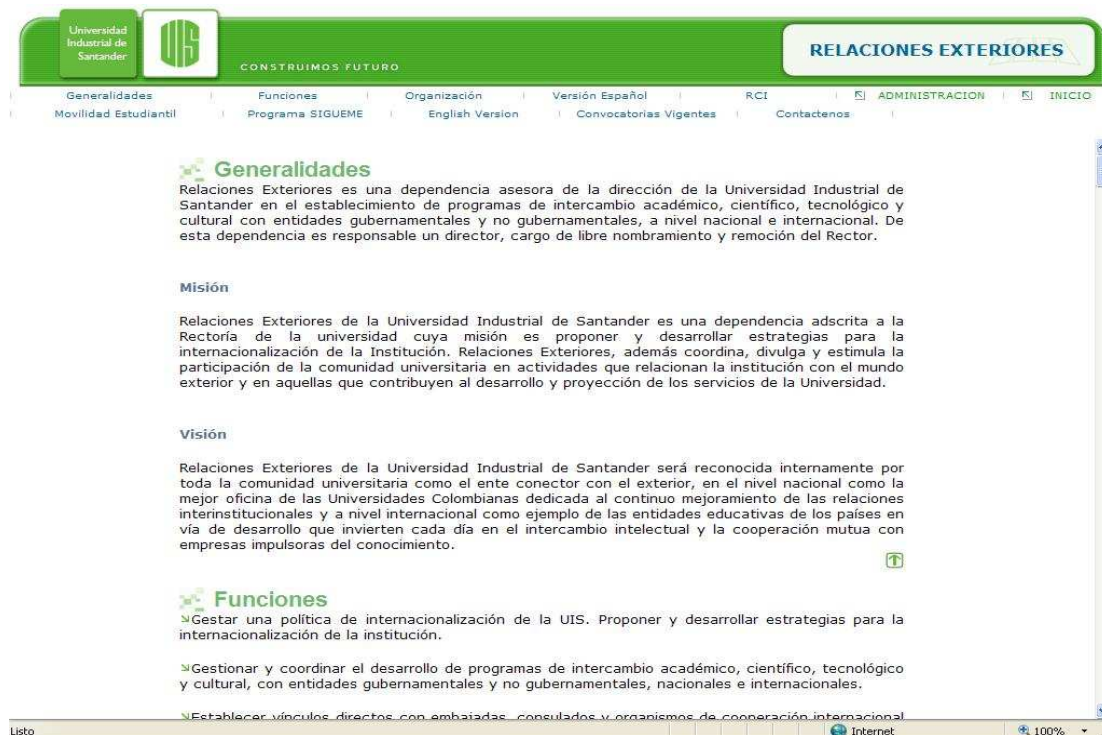 Universidad
Industrial de
Santander
UIS
CONSTRUIMOS FUTURO
RELACIONES EXTERIORES
Generalidades Funciones Organización Versión Español RCI ADMINISTRACION INICIO
Movilidad Estudiantil Programa SIGUEME English Version Convocatorias Vigentes Contactenos
Generalidades
Relaciones Exteriores es una dependencia asesora de la dirección de la Universidad Industrial de
Santander en el establecimiento de programas de intercambio académico, científico, tecnológico y
cultural con entidades gubernamentales y no gubernamentales, a nivel nacional e internacional. De
esta dependencia es responsable un director, cargo de libre nombramiento y remoción del Rector.
Misión
Relaciones Exteriores de la Universidad Industrial de Santander es una dependencia adscrita a la
Rectoría de la universidad cuya misión es proponer y desarrollar estrategias para la
internacionalización de la Institución. Relaciones Exteriores, además coordina, divulga y estimula la
participación de la comunidad universitaria en actividades que relacionan la institución con el mundo
exterior y en aquellas que contribuyen al desarrollo y proyección de los servicios de la Universidad.
Visión
Relaciones Exteriores de la Universidad Industrial de Santander será reconocida internamente por
toda la comunidad universitaria como el ente conector con el exterior, en el nivel nacional como la
mejor oficina de las Universidades Colombianas dedicada al continuo mejoramiento de las relaciones
interinstitucionales y a nivel internacional como ejemplo de las entidades educativas de los países en
vía de desarrollo que invierten cada día en el intercambio intelectual y la cooperación mutua con
empresas impulsoras del conocimiento.
Funciones
Gestar una política de internacionalización de la UIS. Proponer y desarrollar estrategias para la
internacionalización de la institución.
Gestionar y coordinar el desarrollo de programas de intercambio académico, científico, tecnológico
y cultural, con entidades gubernamentales y no gubernamentales, nacionales e internacionales.
Establecer vínculos directos con embajadas, consulados y organismos de cooperación internacional
Listo Internet 100%